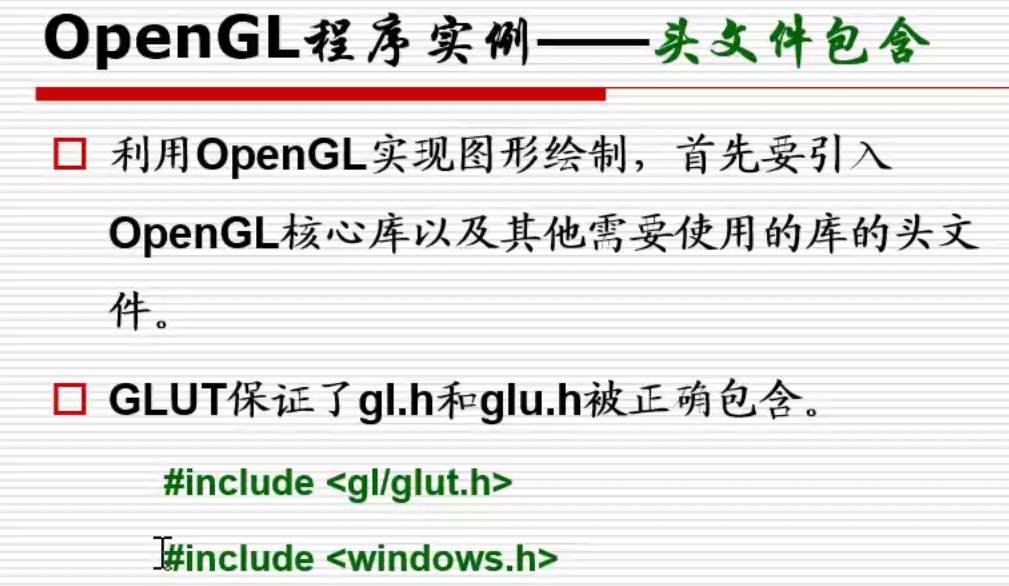 OpenGL程序实例——头文件包含
利用OpenGL实现图形绘制，首先要引入
OpenGL核心库以及其他需要使用的库的头文
件。
GLUT保证了gl.h和glu.h被正确包含。
#include <gl/glut.h>
#include <windows.h>